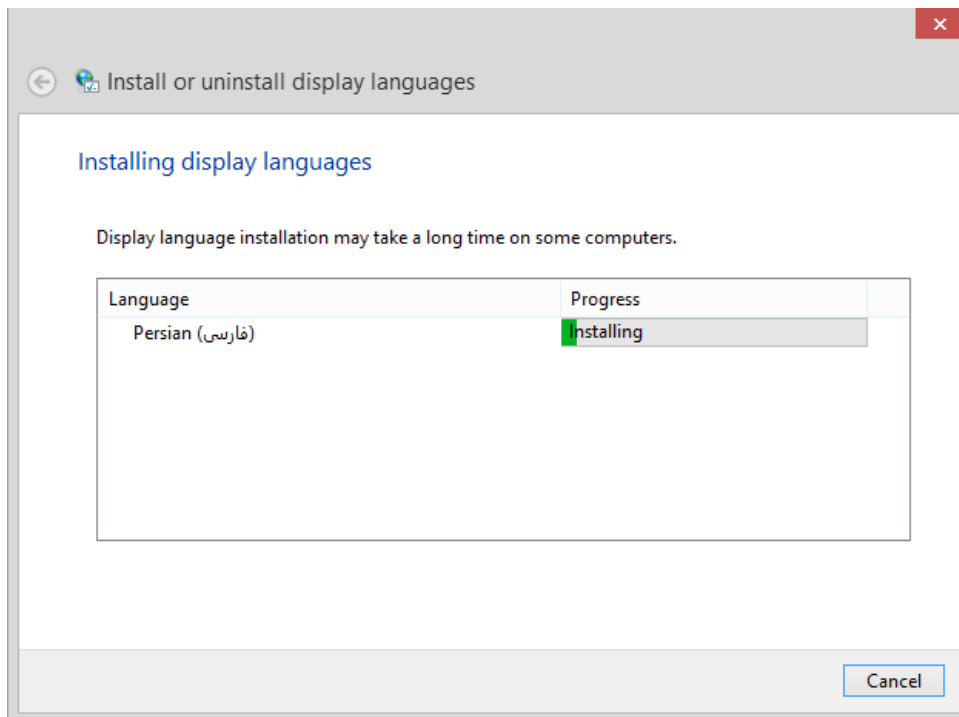 Install or uninstall display languages
Installing display languages
Display language installation may take a long time on some computers.
Language Progress
Persian (فارسی) Installing
Cancel